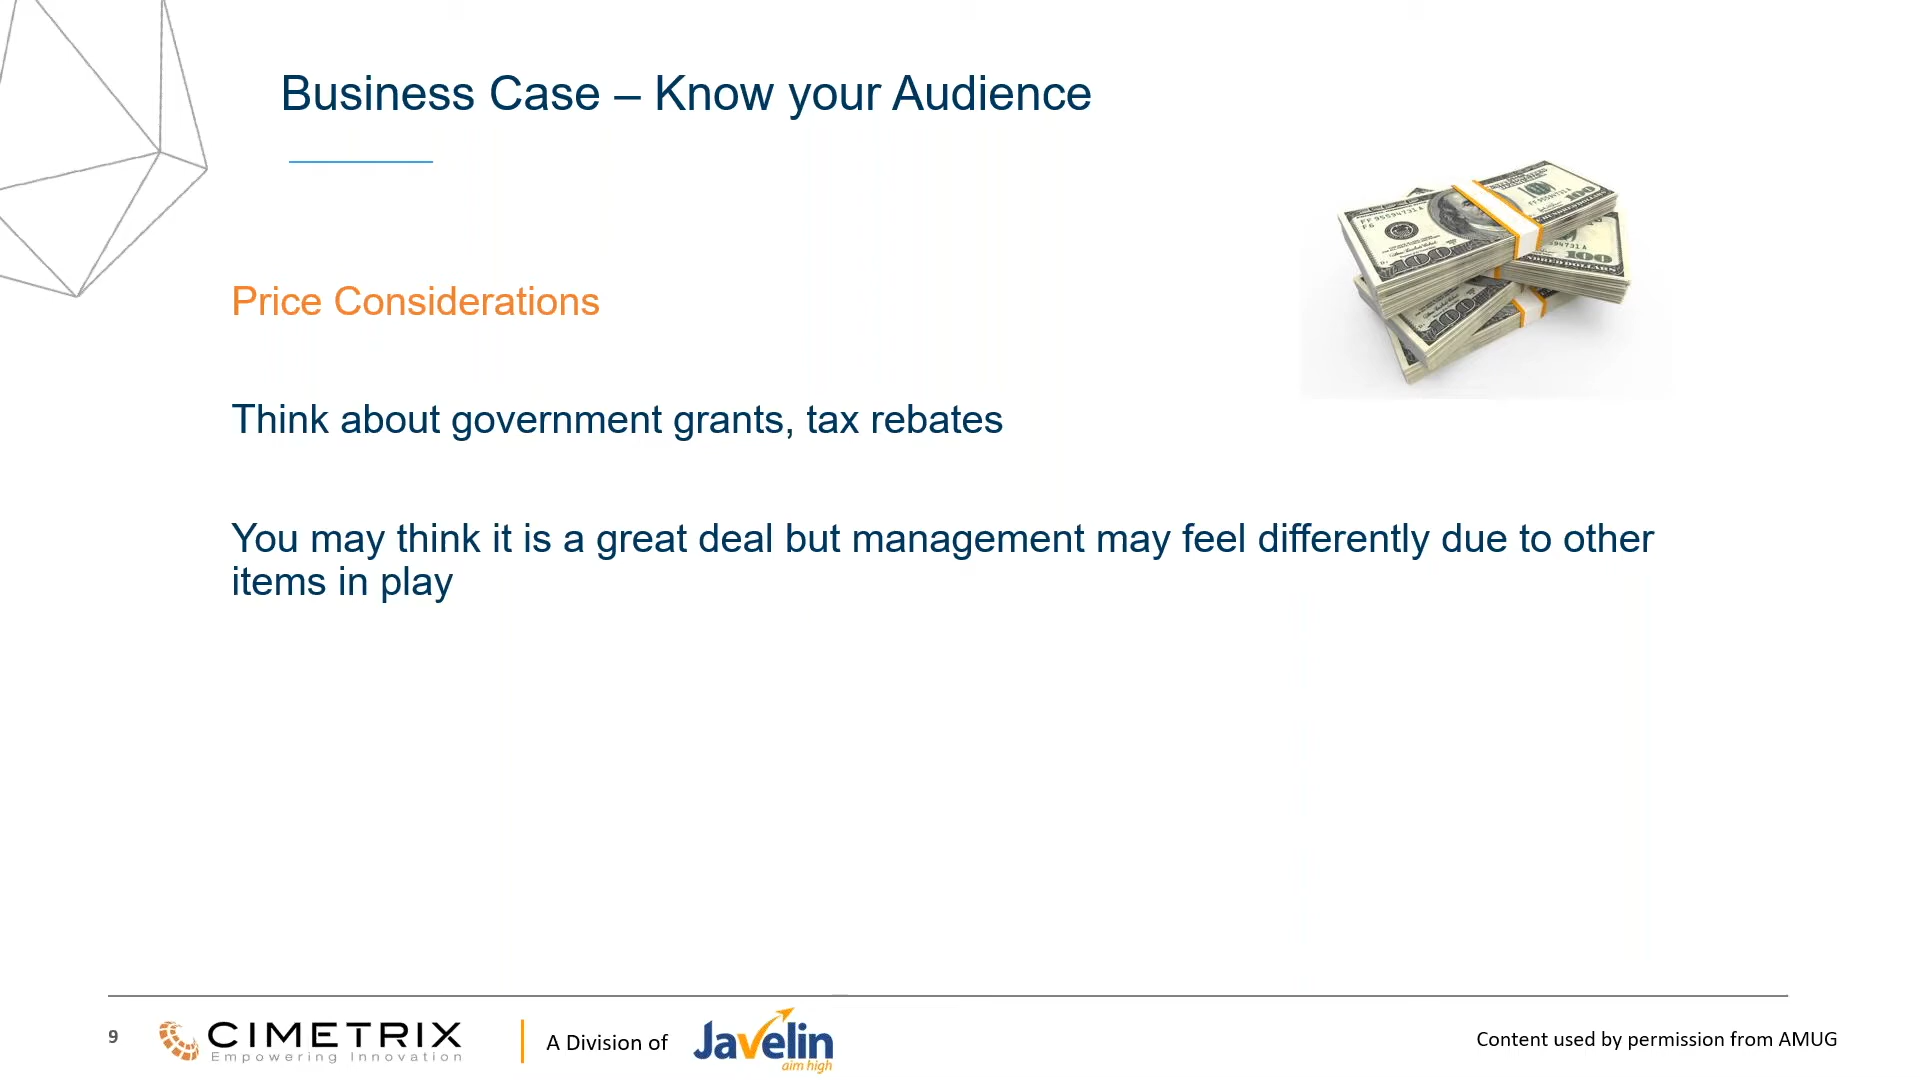 Business Case – Know your Audience
Price Considerations
Think about government grants, tax rebates
You may think it is a great deal but management may feel differently due to other
items in play
9
CIMETRIX
Empowering Innovation
A Division of
Javelin
aim high
Content used by permission from AMUG